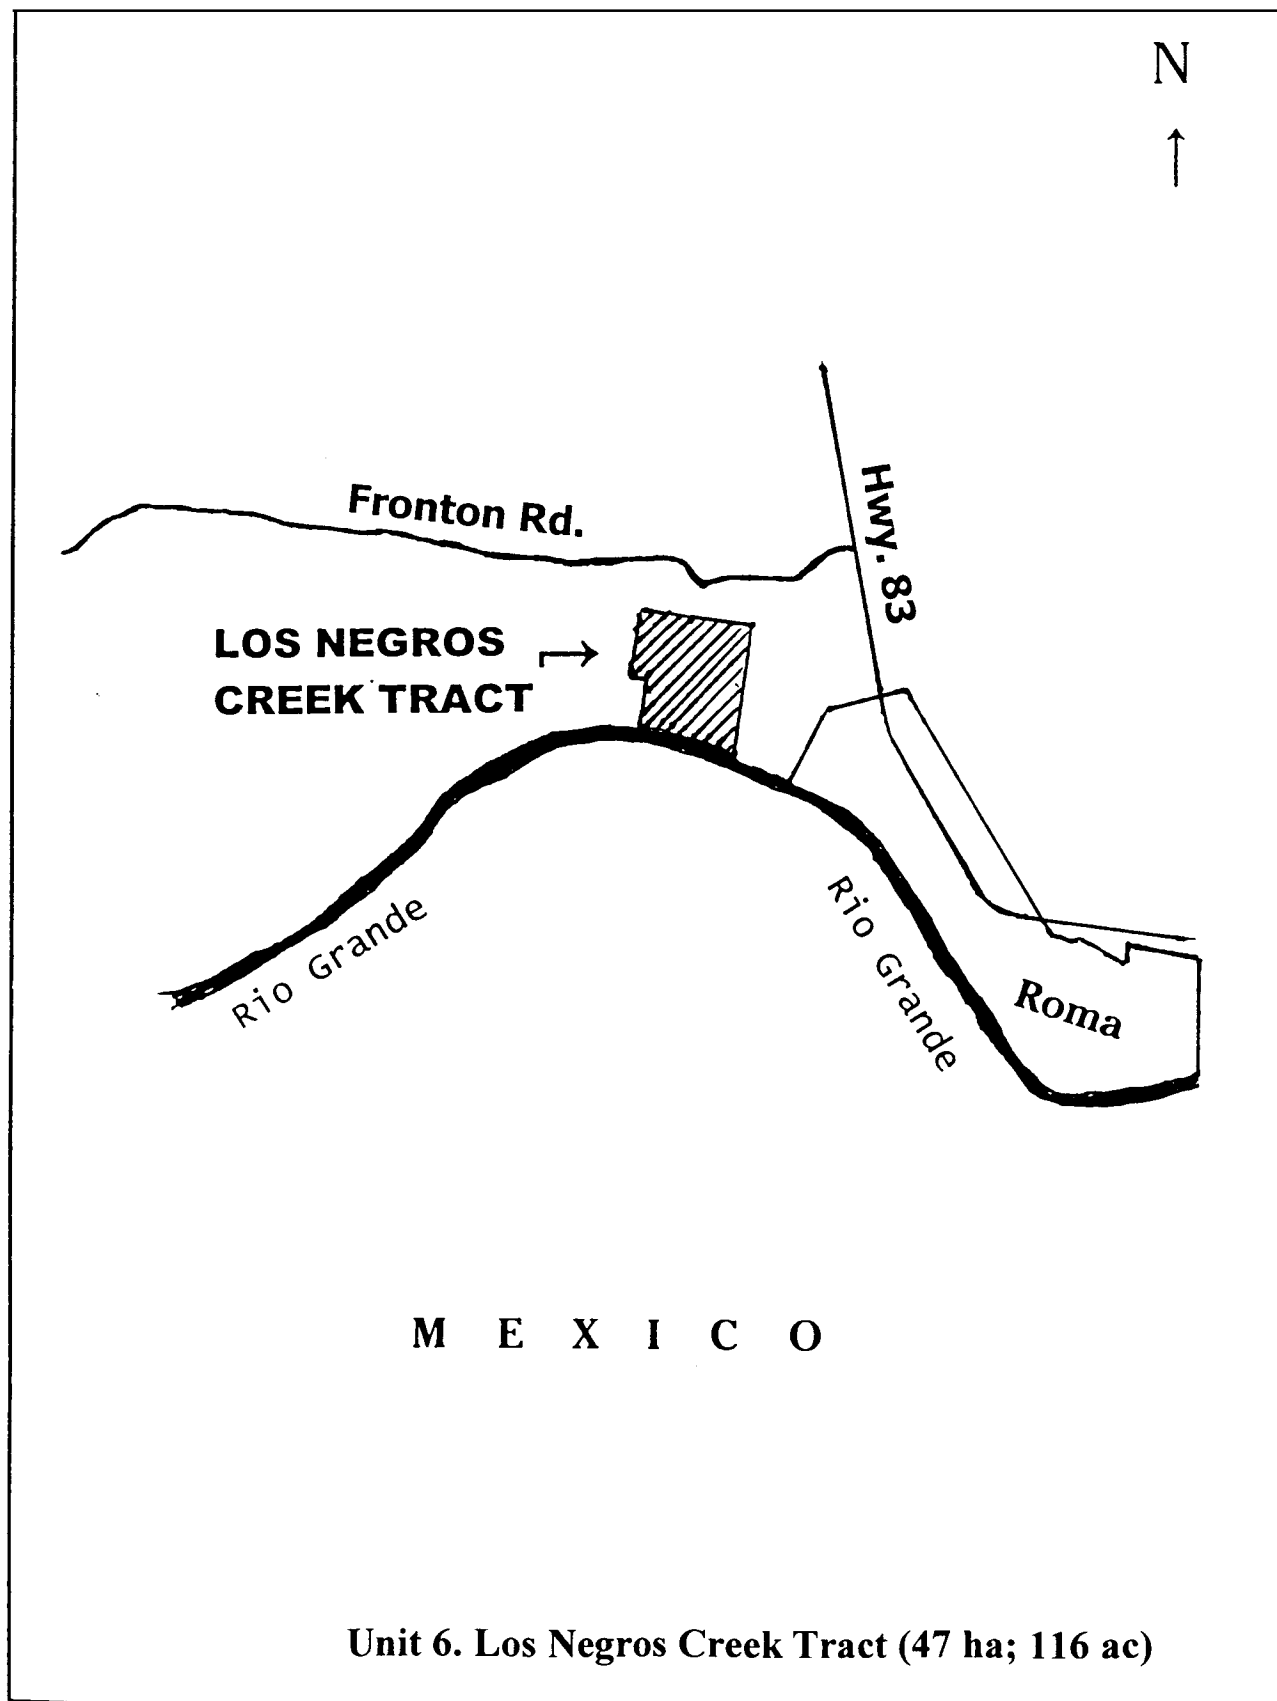 N
Fronton Rd.
Hwy. 83
LOS NEGROS
CREEK TRACT
Rio Grande
Rio Grande
Roma
MEXICO
Unit 6. Los Negros Creek Tract (47 ha; 116 ac)